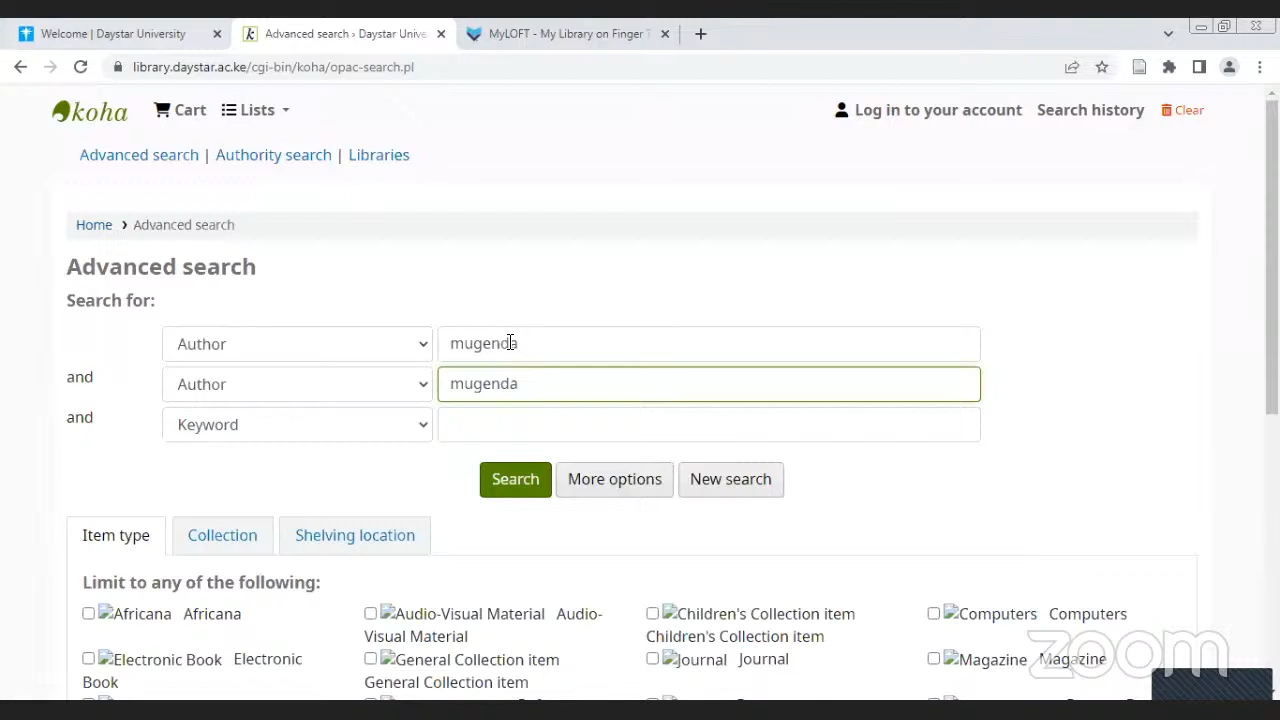 Welcome | Daystar University
Advanced search › Daystar Unive
MyLOFT - My Library on Finger T
library.daystar.ac.ke/cgi-bin/koha/opac-search.pl
koha Cart Lists Log in to your account Search history Clear
Advanced search | Authority search | Libraries
Home › Advanced search
Advanced search
Search for:
Author mugenda
and Author mugenda
and Keyword
Search More options New search
Item type Collection Shelving location
Limit to any of the following:
Africana Africana
Audio-Visual Material Audio-
Visual Material
Children's Collection item
Children's Collection item
Computers Computers
Electronic Book Electronic
Book
General Collection item
General Collection item
Journal Journal
Magazine Magazine
zoom